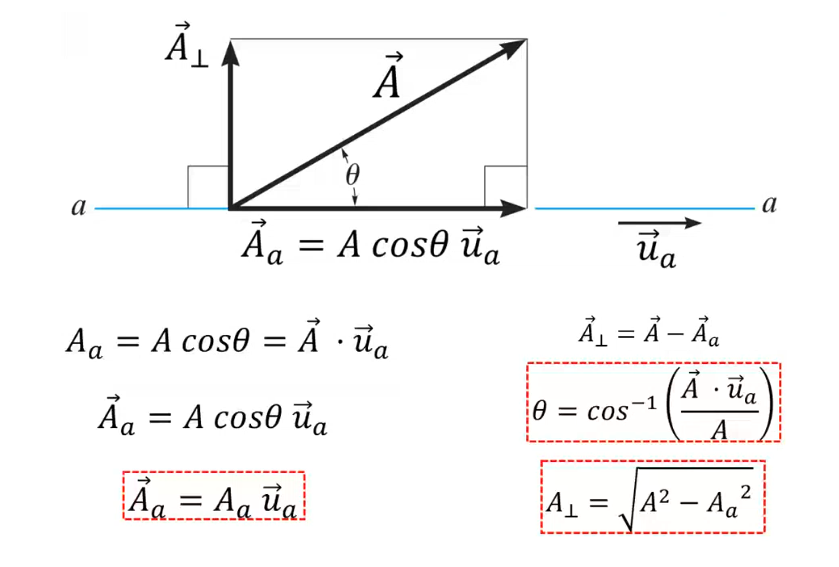 A⃗⊥
A⃗
θ
a
a
A⃗ₐ = A cosθ u⃗ₐ
u⃗ₐ
Aₐ = A cosθ = A⃗ · u⃗ₐ
A⃗ₐ = A cosθ u⃗ₐ
A⃗ₐ = Aₐ u⃗ₐ
A⃗⊥ = A⃗ − A⃗ₐ
θ = cos⁻¹ (A⃗ · u⃗ₐ / A)
A⊥ = √(A² − Aₐ²)